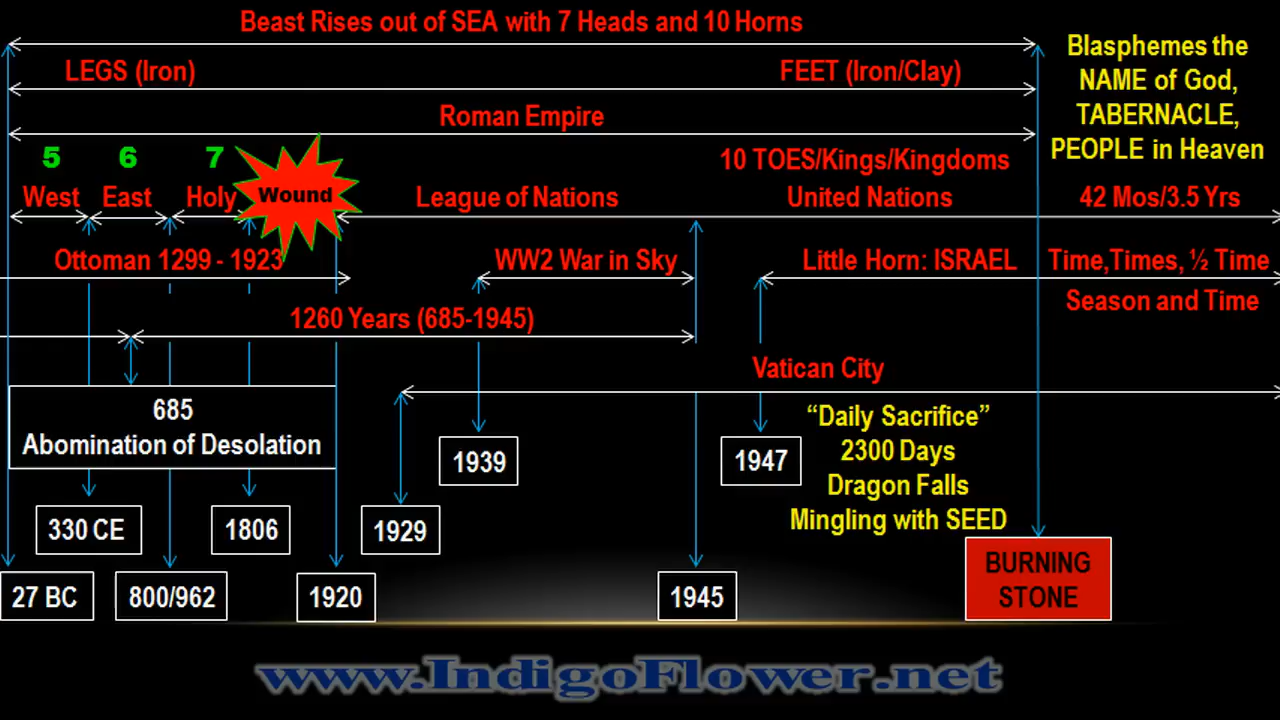 Beast Rises out of SEA with 7 Heads and 10 Horns
LEGS (Iron)
FEET (Iron/Clay)
Roman Empire
Blasphemes the
NAME of God,
TABERNACLE,
PEOPLE in Heaven
5
6
7
West
East
Holy
Wound
League of Nations
10 TOES/Kings/Kingdoms
United Nations
42 Mos/3.5 Yrs
Ottoman 1299 - 1923
WW2 War in Sky
Little Horn: ISRAEL
Time,Times, ½ Time
Season and Time
1260 Years (685-1945)
Vatican City
685
Abomination of Desolation
1939
1947
"Daily Sacrifice"
2300 Days
Dragon Falls
Mingling with SEED
330 CE
1806
1929
BURNING
STONE
27 BC
800/962
1920
1945
www.IndigoFlower.net